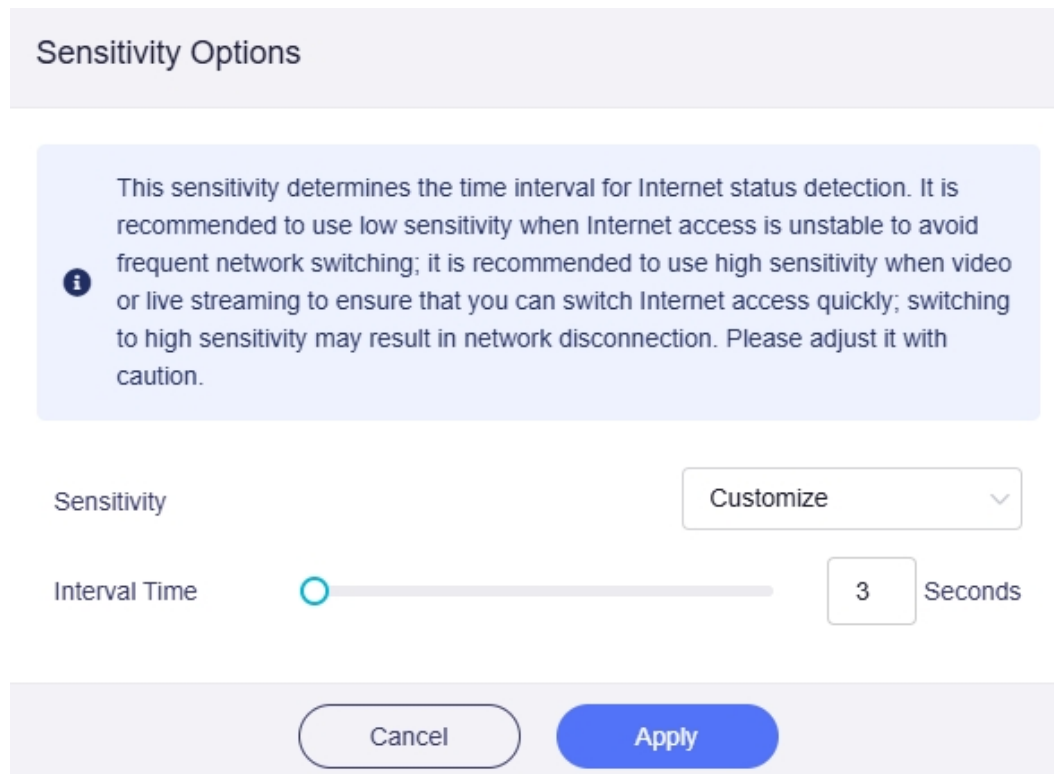 Sensitivity Options
This sensitivity determines the time interval for Internet status detection. It is
recommended to use low sensitivity when Internet access is unstable to avoid
frequent network switching; it is recommended to use high sensitivity when video
or live streaming to ensure that you can switch Internet access quickly; switching
to high sensitivity may result in network disconnection. Please adjust it with
caution.
Sensitivity Customize
Interval Time 3 Seconds
Cancel Apply